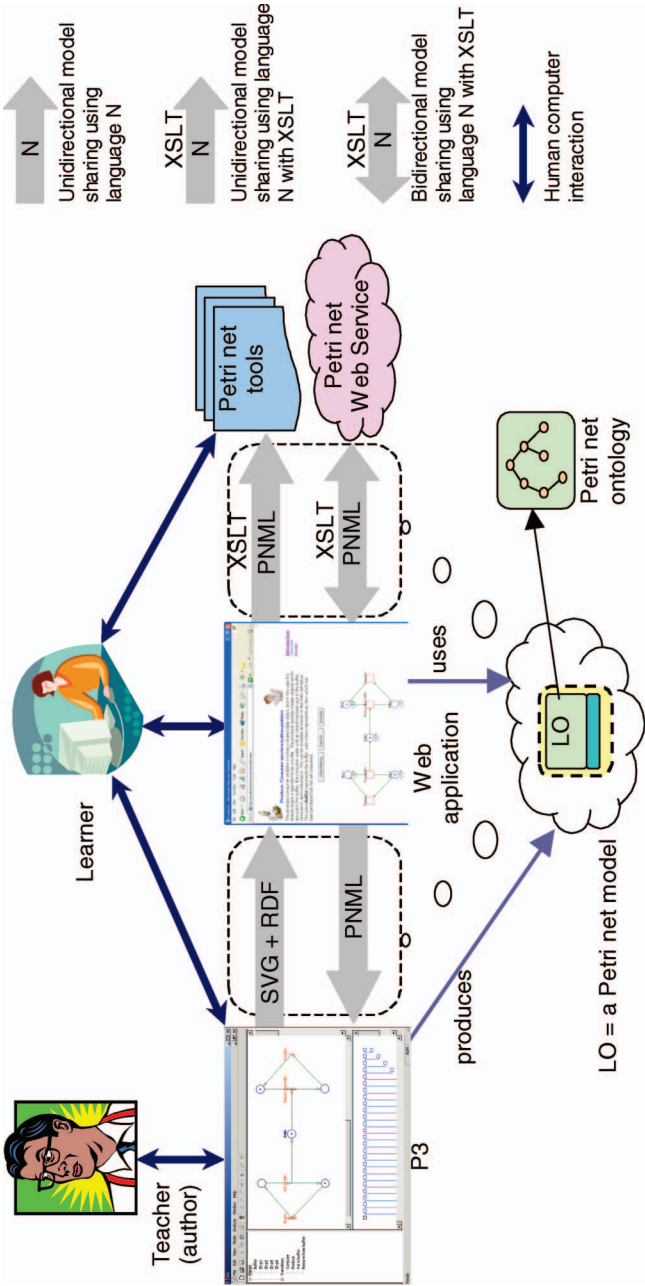 Teacher
(author)
Learner
P3
SVG + RDF
PNML
Web
application
XSLT
PNML
XSLT
PNML
Petri net
tools
Petri net
Web Service
produces
uses
LO
LO = a Petri net model
Petri net
ontology
N
Unidirectional model
sharing using
language N
XSLT
N
Unidirectional model
sharing using language
N with XSLT
XSLT
N
Bidirectional model
sharing using
language N with XSLT
Human computer
interaction